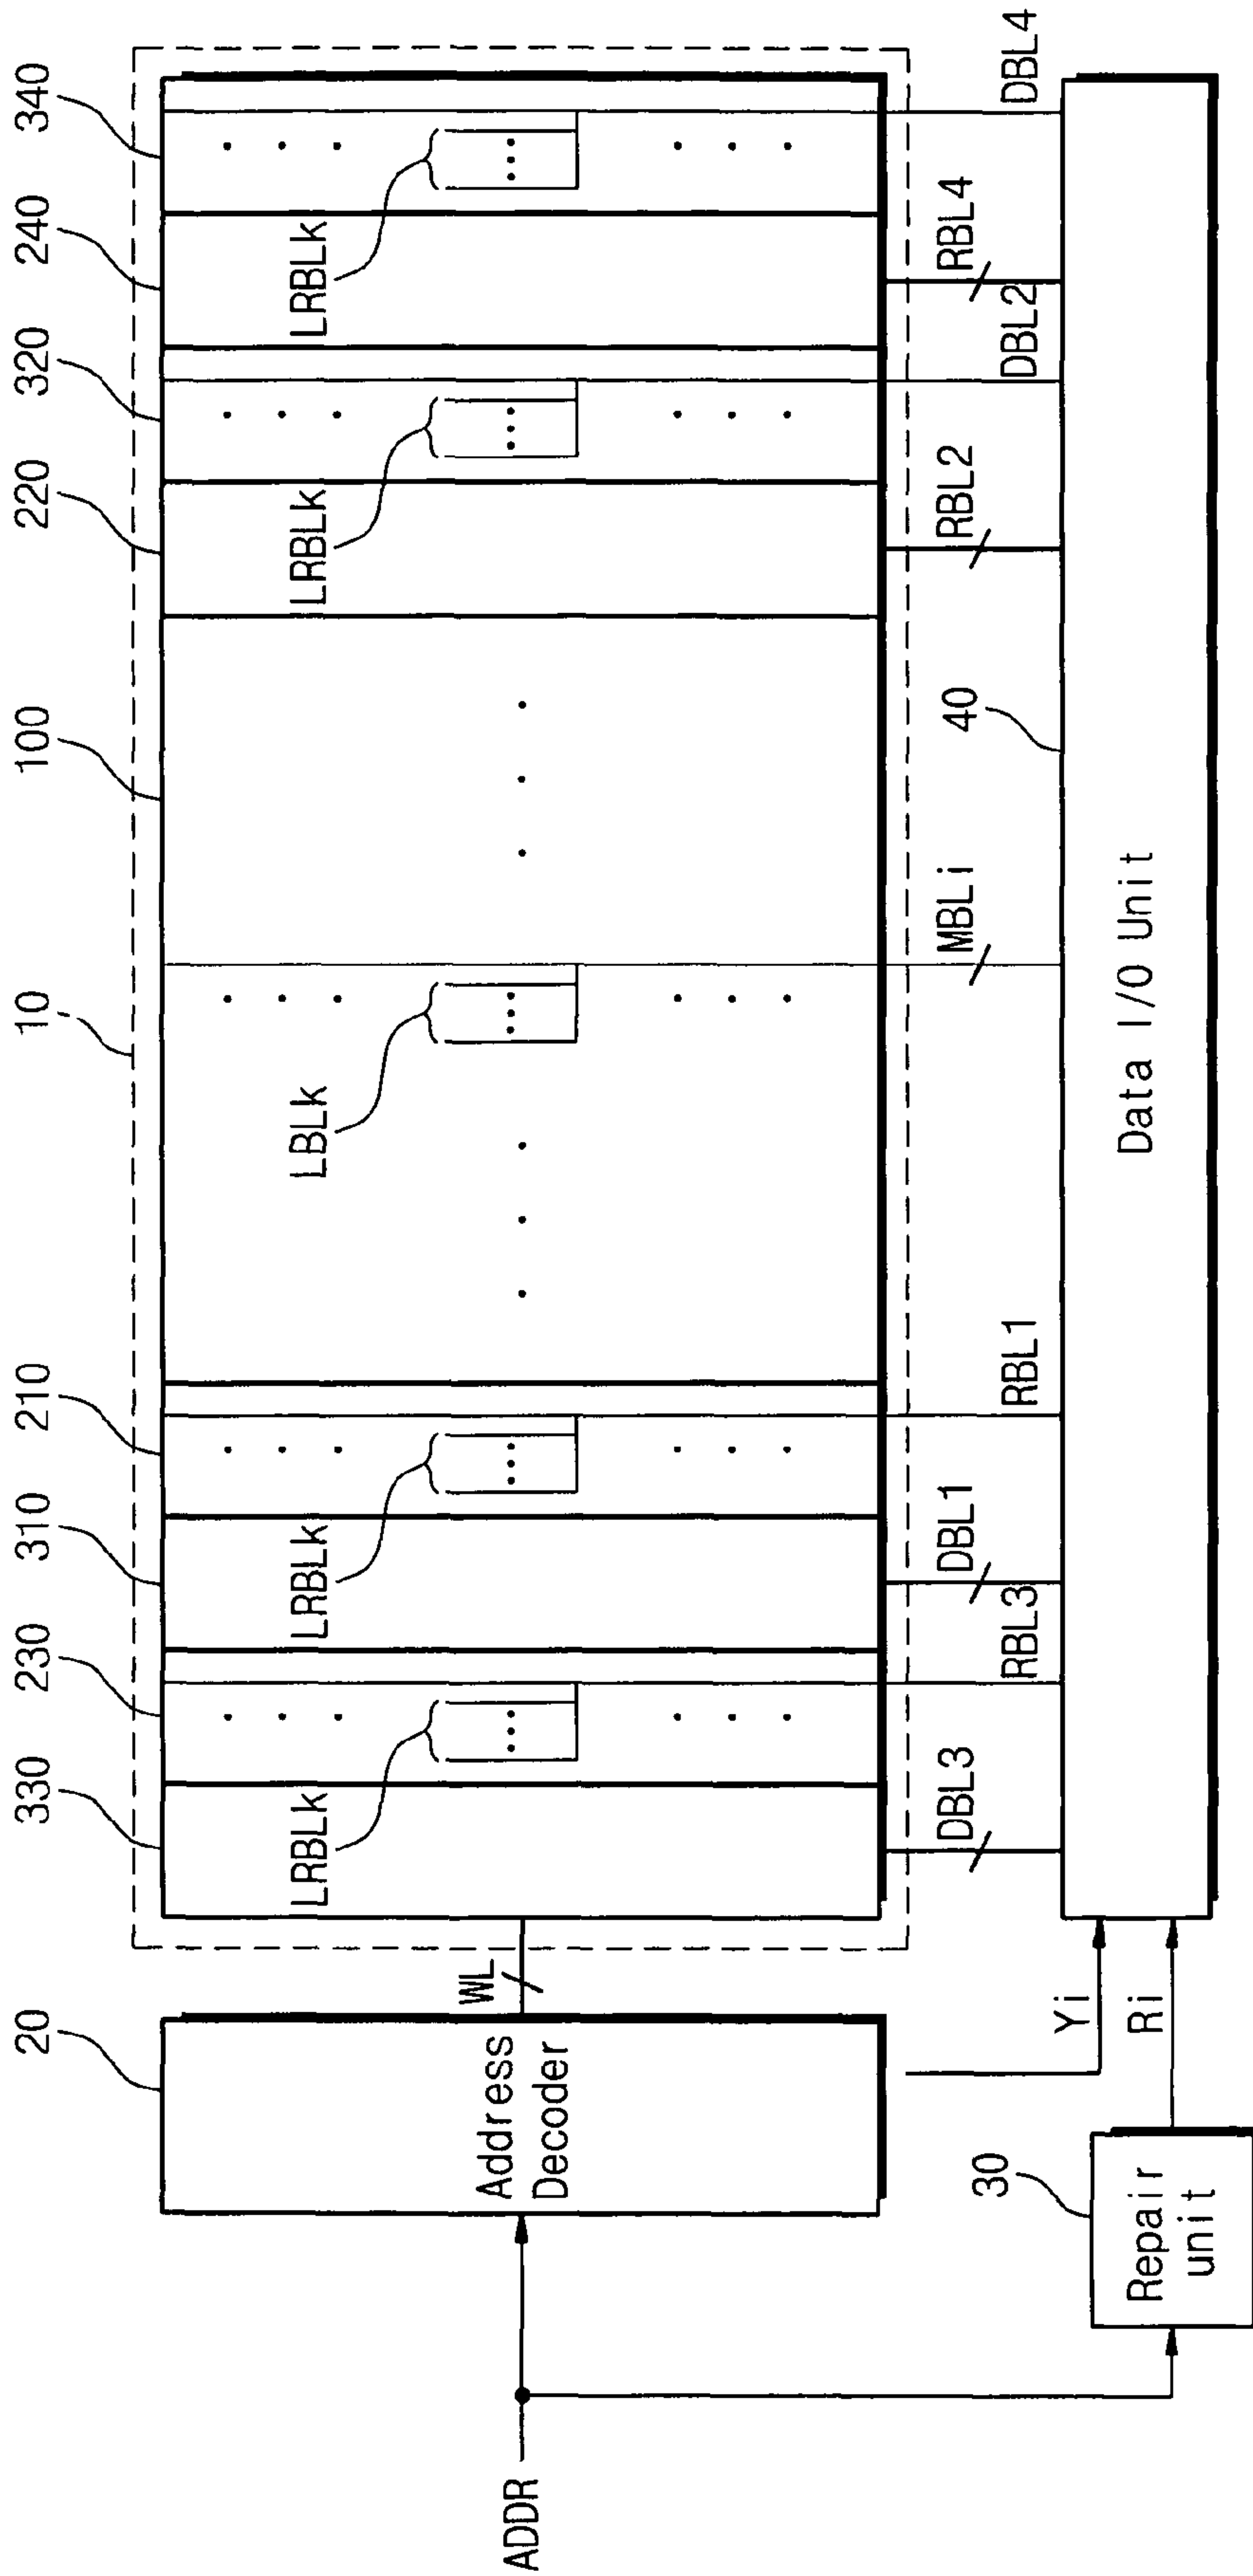 10
20
330
230
310
210
100
220
320
240
340
ADDR
Address
Decoder
WL
LRBLk
LRBLk
LBLk
LRBLk
LRBLk
DBL3
RBL3
DBL1
RBL1
MBLi
RBL2
DBL2
RBL4
DBL4
40
30
Repair
unit
Yi
Ri
Data I/O Unit